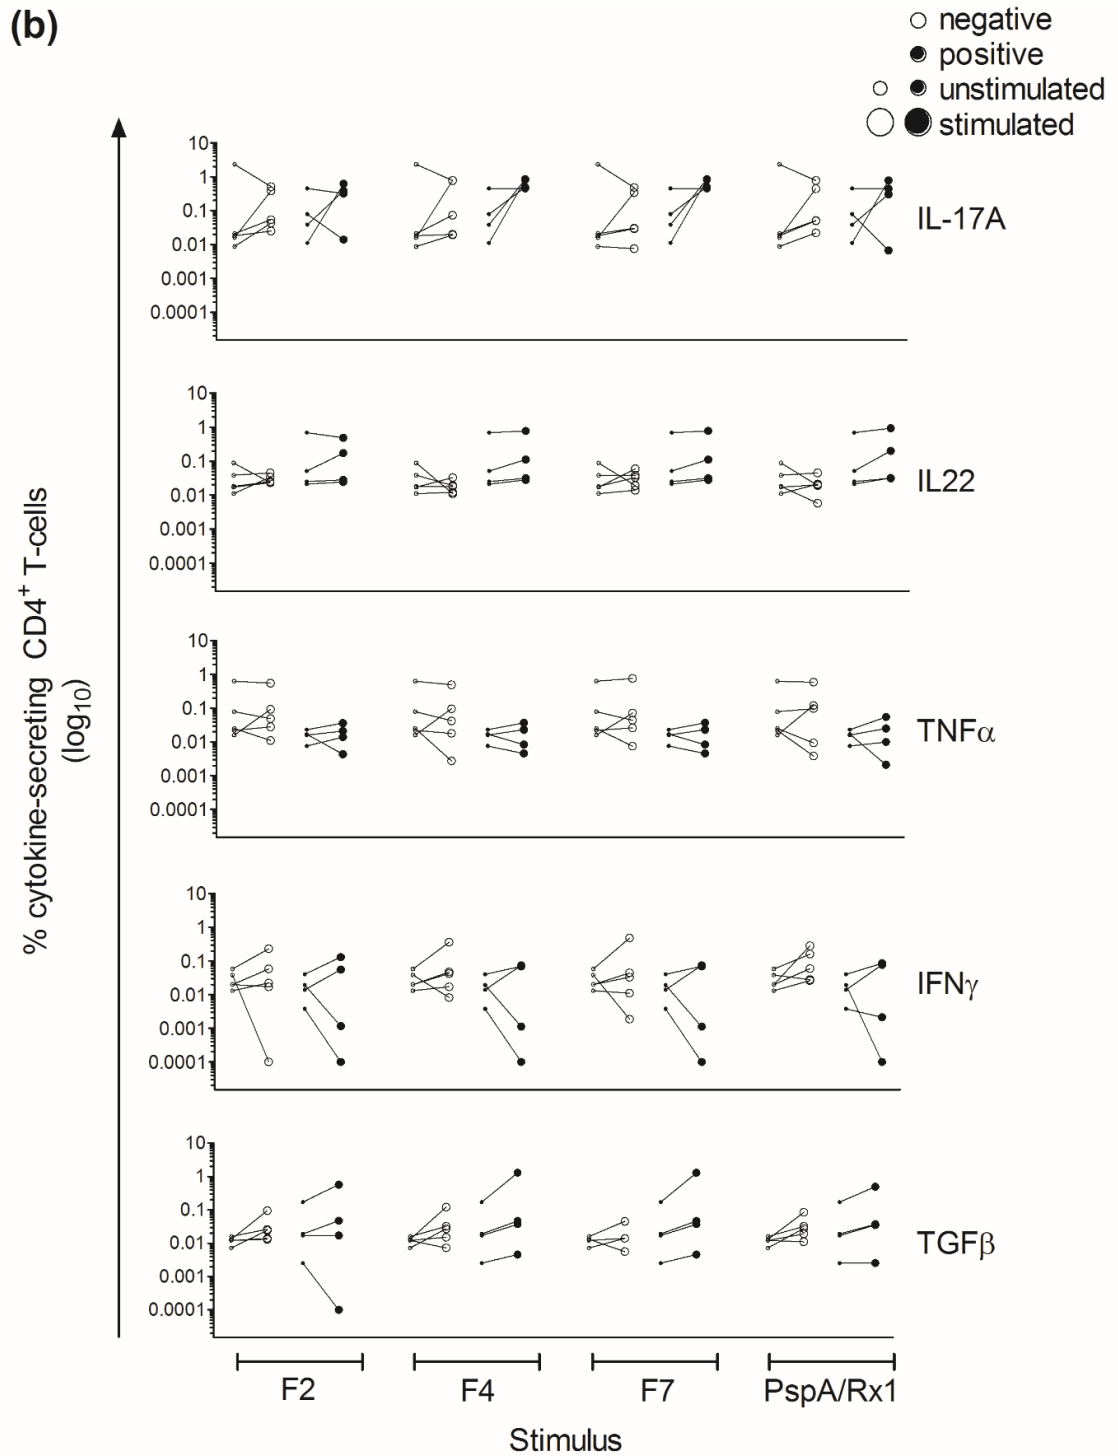 (b)
negative
positive
unstimulated
stimulated
% cytokine-secreting CD4⁺ T-cells
(log₁₀)
10
1
0.1
0.01
0.001
0.0001
IL-17A
10
1
0.1
0.01
0.001
0.0001
IL22
10
1
0.1
0.01
0.001
0.0001
TNFα
10
1
0.1
0.01
0.001
0.0001
IFNγ
10
1
0.1
0.01
0.001
0.0001
TGFβ
F2 F4 F7 PspA/Rx1
Stimulus